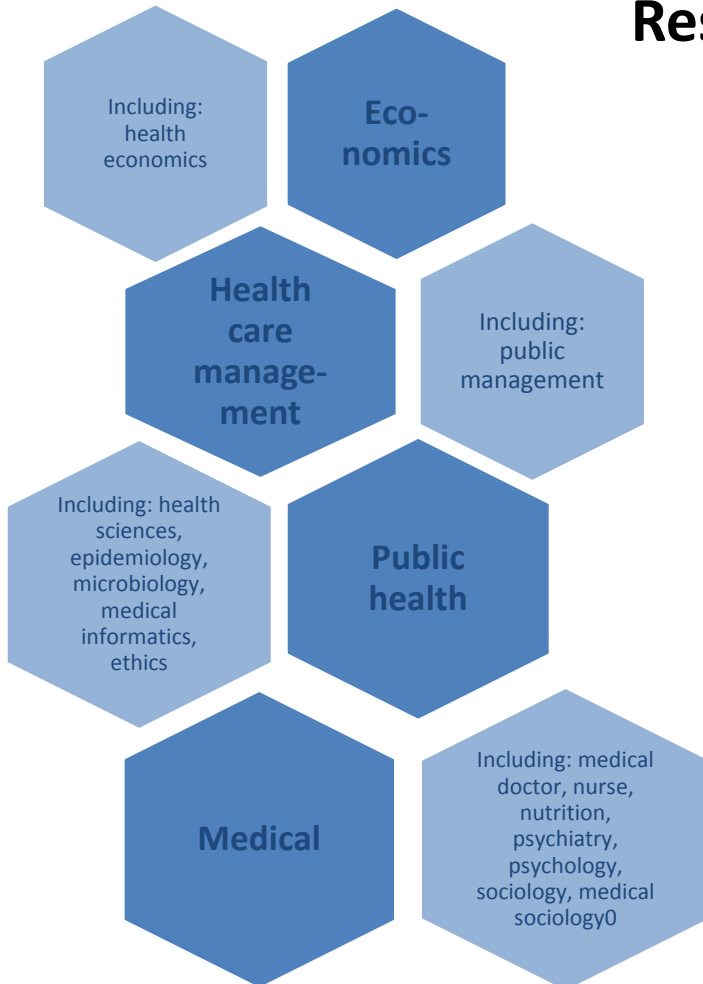 Res
Including:
health
economics
Eco-
nomics
Health
care
manage-
ment
Including:
public
management
Including: health
sciences,
epidemiology,
microbiology,
medical
informatics,
ethics
Public
health
Medical
Including: medical
doctor, nurse,
nutrition,
psychiatry,
psychology,
sociology, medical
sociology0